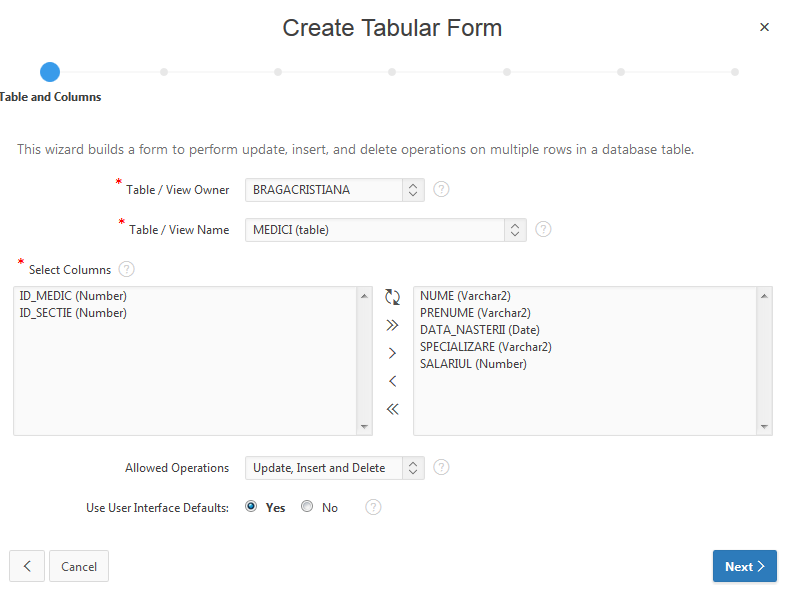 Create Tabular Form
Table and Columns
This wizard builds a form to perform update, insert, and delete operations on multiple rows in a database table.
* Table / View Owner BRAGACRISTIANA ?
* Table / View Name MEDICI (table) ?
* Select Columns ?
ID_MEDIC (Number)
ID_SECTIE (Number)
NUME (Varchar2)
PRENUME (Varchar2)
DATA_NASTERII (Date)
SPECIALIZARE (Varchar2)
SALARIUL (Number)
Allowed Operations Update, Insert and Delete ?
Use User Interface Defaults: Yes No ?
Cancel Next